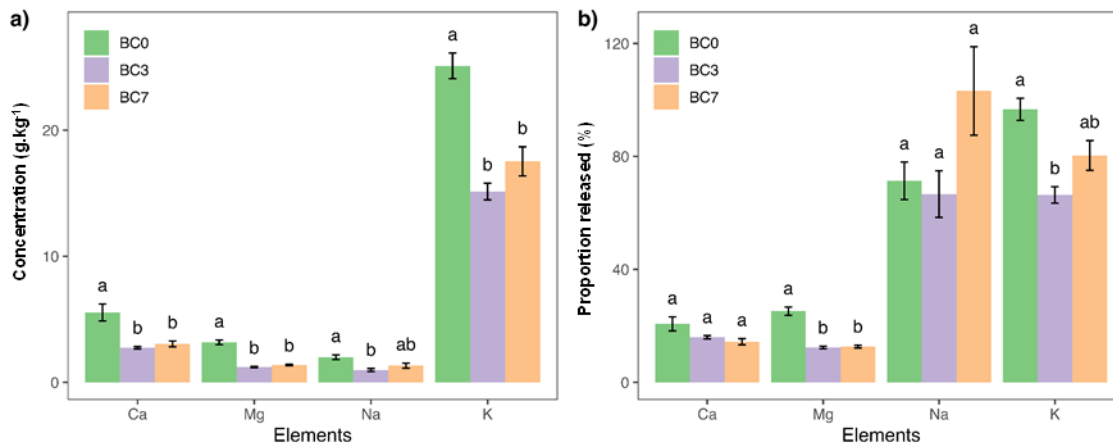 a)
BC0
BC3
BC7
Concentration (g.kg⁻¹)
20
10
0
a b b
a b b
a b ab
a b b
Ca Mg Na K
Elements
b)
BC0
BC3
BC7
Proportion released (%)
120
80
40
0
a a a
a b b
a a a
a b ab
Ca Mg Na K
Elements